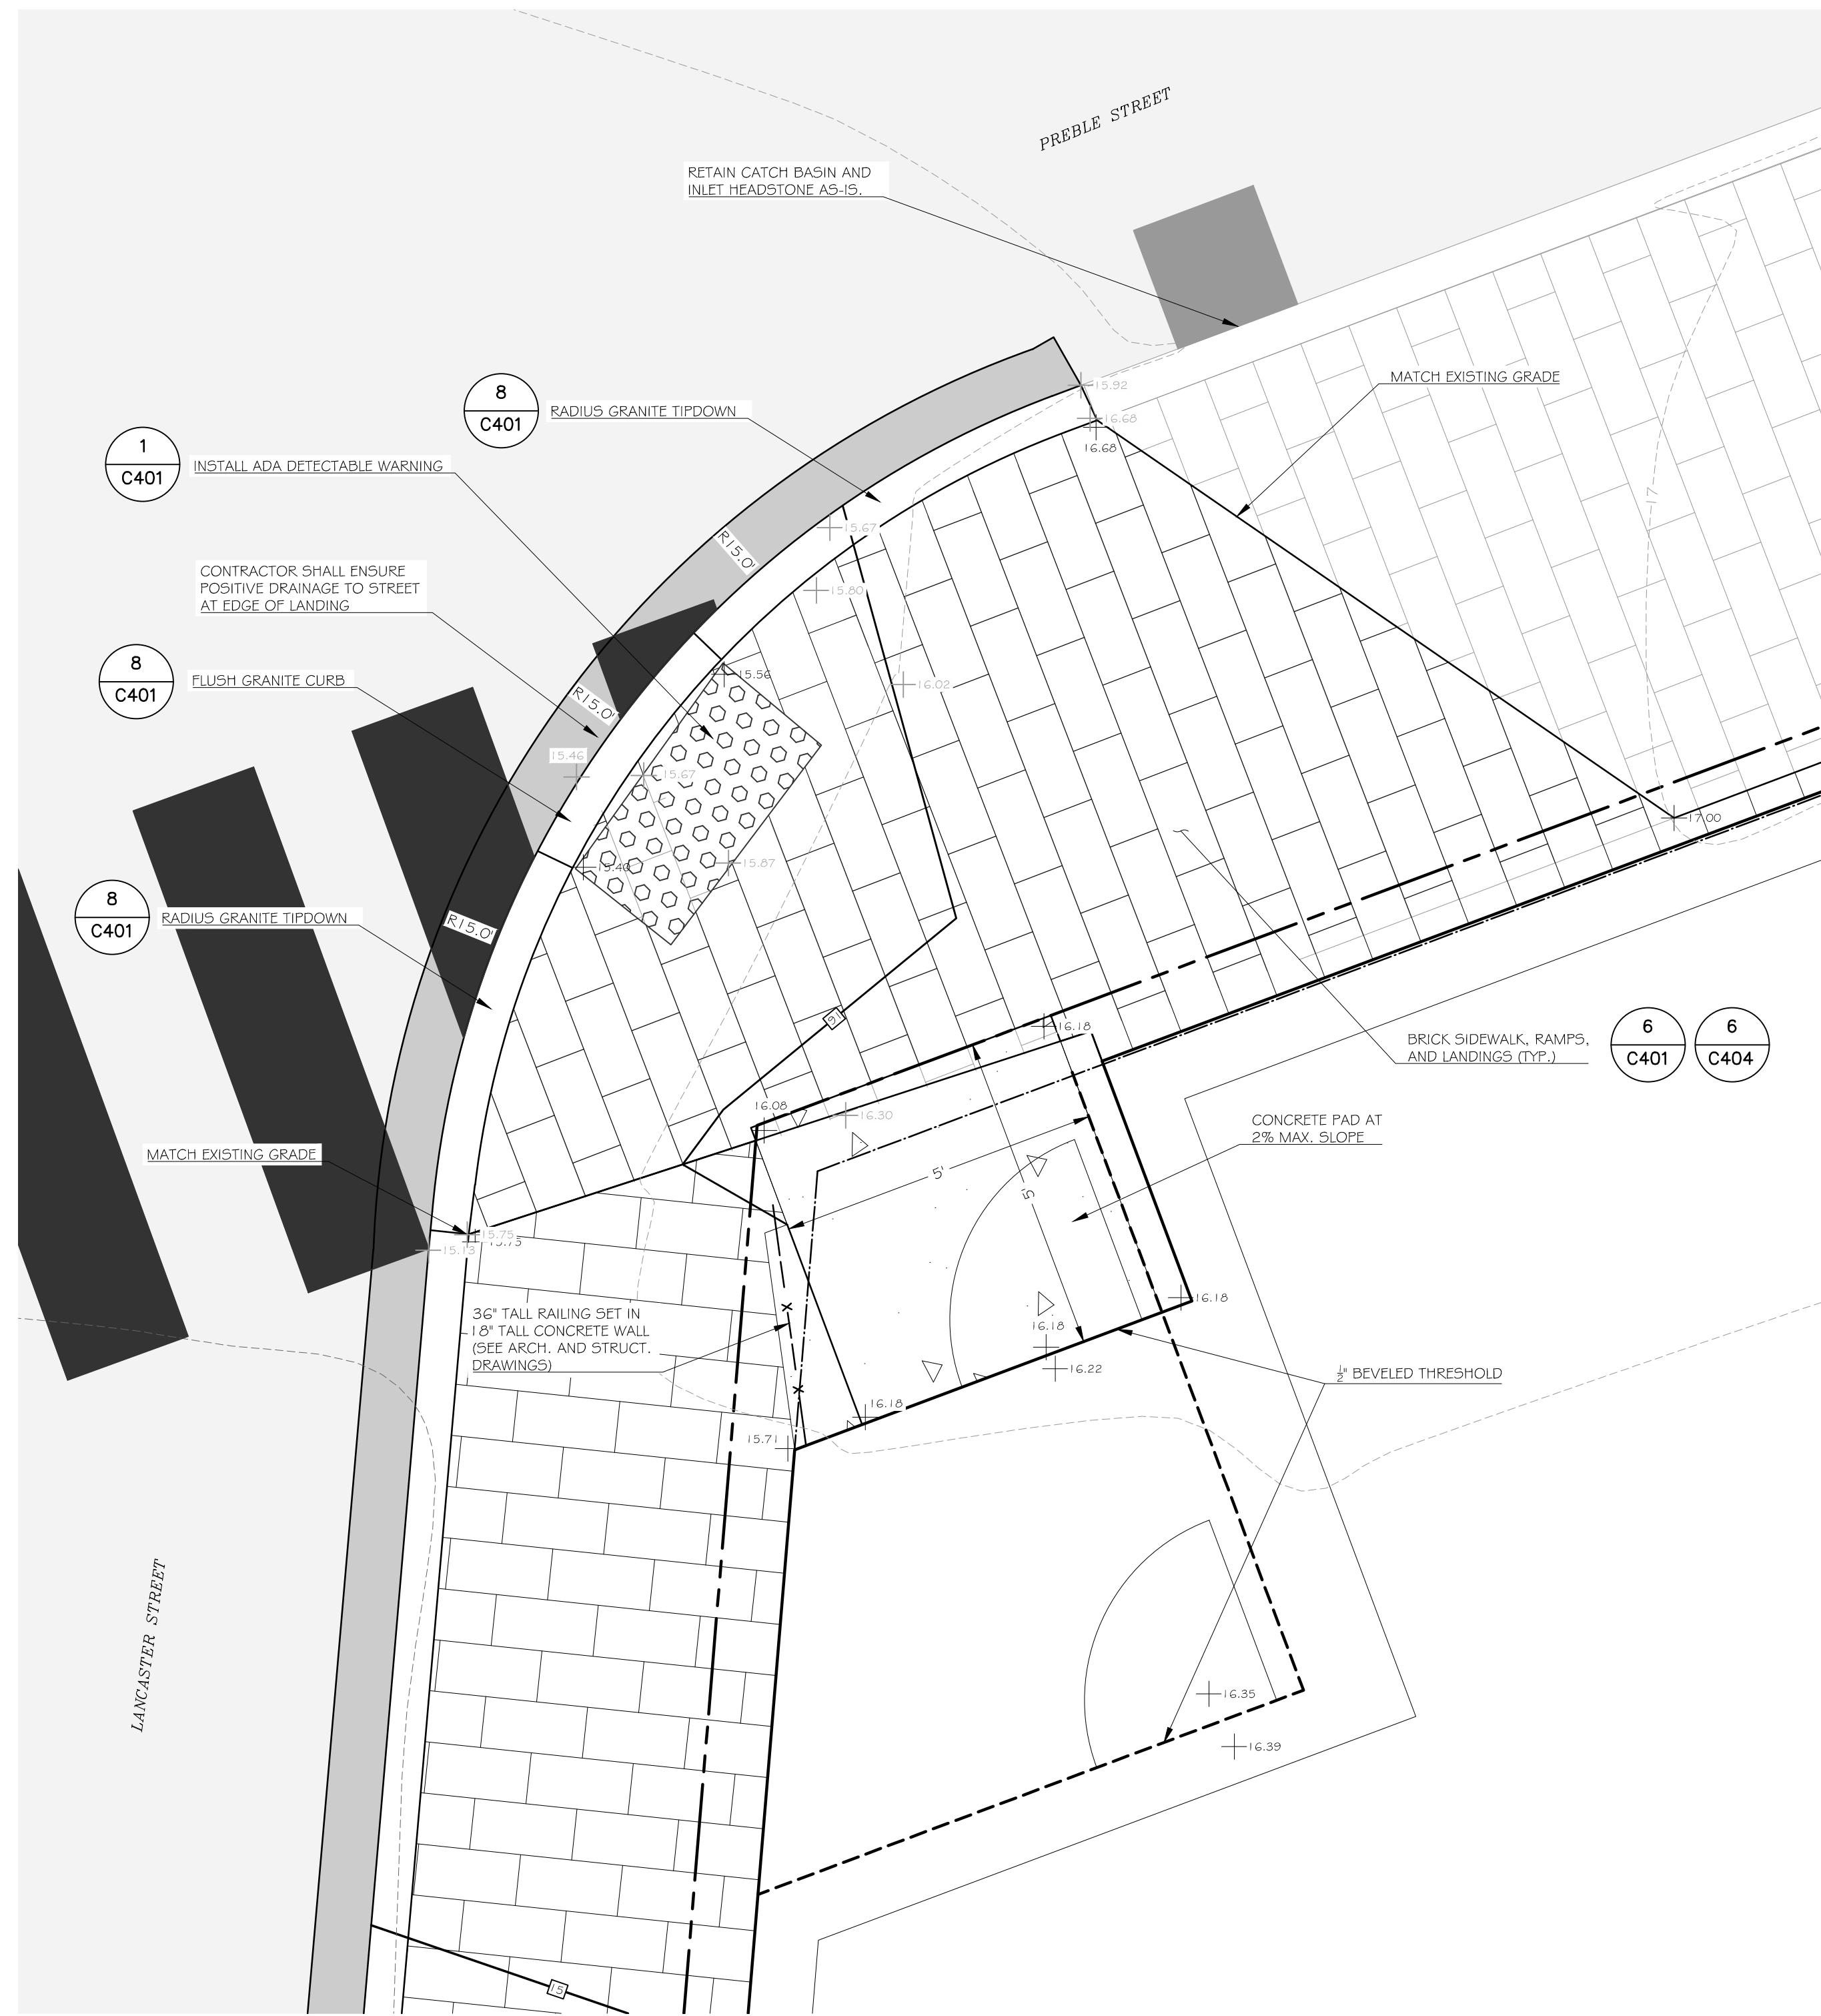 PREBLE STREET
RETAIN CATCH BASIN AND
INLET HEADSTONE AS-IS.
MATCH EXISTING GRADE
15.92
16.68
16.68
8
C401
RADIUS GRANITE TIPDOWN
1
C401
INSTALL ADA DETECTABLE WARNING
R15.0'
15.67
17
CONTRACTOR SHALL ENSURE
POSITIVE DRAINAGE TO STREET
AT EDGE OF LANDING
15.80
8
C401
FLUSH GRANITE CURB
R15.0'
15.56
16.02
15.46
15.67
17.00
15.40
15.87
8
C401
RADIUS GRANITE TIPDOWN
R15.0'
16
16.18
BRICK SIDEWALK, RAMPS,
AND LANDINGS (TYP.)
6
C401
6
C404
16.08
16.30
CONCRETE PAD AT
2% MAX. SLOPE
MATCH EXISTING GRADE
5'
5'
15.75
15.75
15.13
36" TALL RAILING SET IN
18" TALL CONCRETE WALL
(SEE ARCH. AND STRUCT.
DRAWINGS)
X
X
16.18
16.18
16.22
½" BEVELED THRESHOLD
16.18
15.71
LANCASTER STREET
16.35
16.39
15